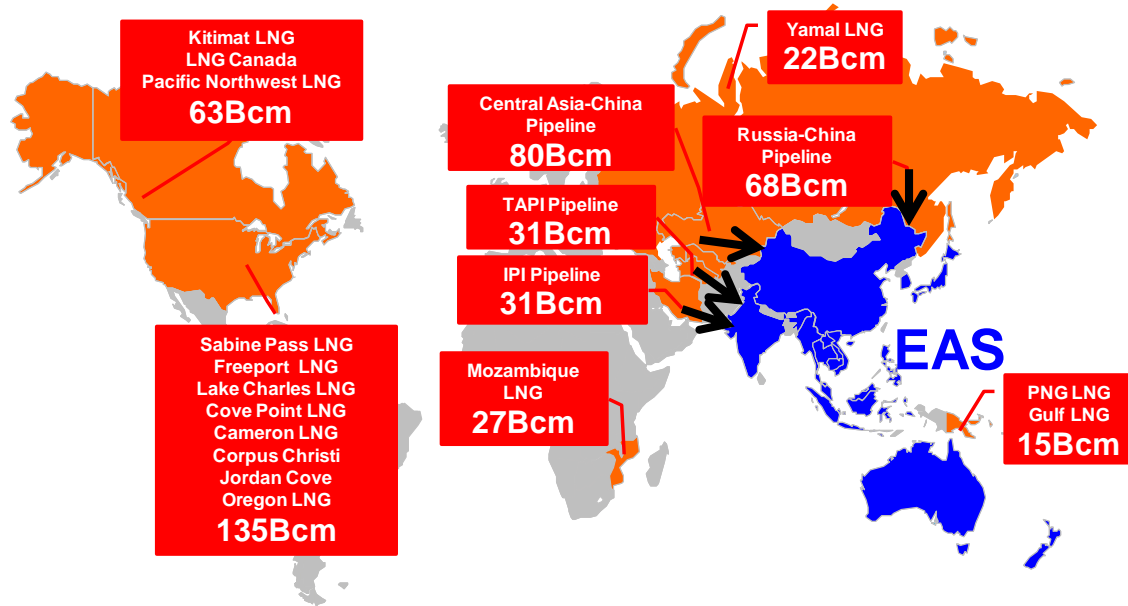 Kitimat LNG
LNG Canada
Pacific Northwest LNG
63Bcm
Yamal LNG
22Bcm
Central Asia-China
Pipeline
80Bcm
Russia-China
Pipeline
68Bcm
TAPI Pipeline
31Bcm
IPI Pipeline
31Bcm
Sabine Pass LNG
Freeport LNG
Lake Charles LNG
Cove Point LNG
Cameron LNG
Corpus Christi
Jordan Cove
Oregon LNG
135Bcm
Mozambique
LNG
27Bcm
EAS
PNG LNG
Gulf LNG
15Bcm